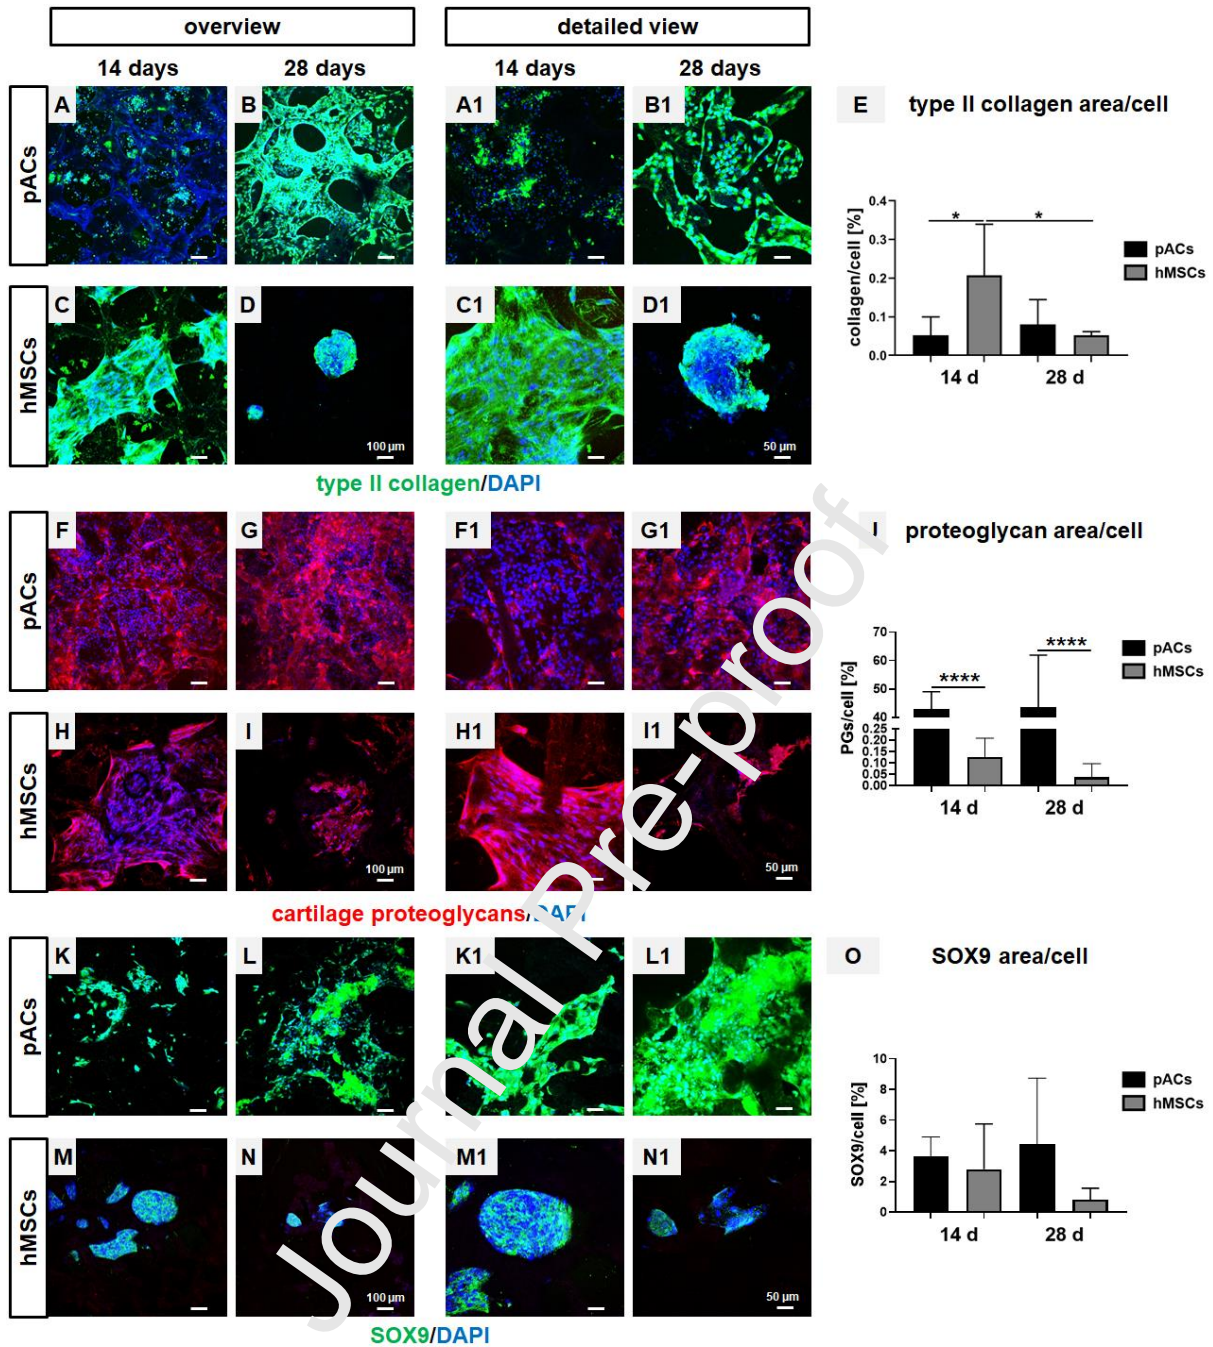 overview
detailed view
14 days
28 days
14 days
28 days
pACs
A
B
A1
B1
hMSCs
C
D
100 µm
C1
D1
50 µm
type II collagen/DAPI
E
type II collagen area/cell
collagen/cell [%]
0.4
0.3
0.2
0.1
0.0
*
*
14 d
28 d
pACs
hMSCs
pACs
F
G
F1
G1
hMSCs
H
I
100 µm
H1
I1
50 µm
cartilage proteoglycans/DAPI
proteoglycan area/cell
PGs/cell [%]
70
60
50
40
0.25
0.20
0.15
0.10
0.05
0.00
****
****
14 d
28 d
pACs
hMSCs
pACs
K
L
K1
L1
hMSCs
M
N
100 µm
M1
N1
50 µm
SOX9/DAPI
O
SOX9 area/cell
SOX9/cell [%]
10
8
6
4
2
0
14 d
28 d
pACs
hMSCs
Journal Pre-proof